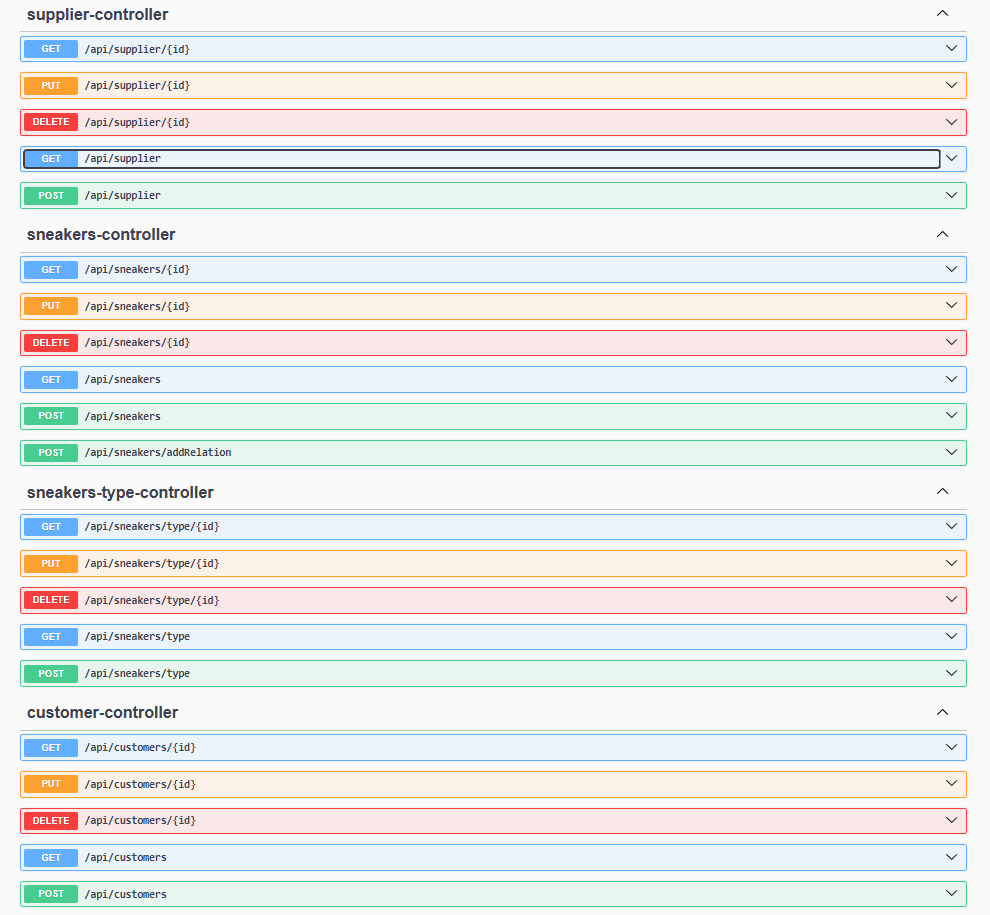 supplier-controller
GET /api/supplier/{id}
PUT /api/supplier/{id}
DELETE /api/supplier/{id}
GET /api/supplier
POST /api/supplier
sneakers-controller
GET /api/sneakers/{id}
PUT /api/sneakers/{id}
DELETE /api/sneakers/{id}
GET /api/sneakers
POST /api/sneakers
POST /api/sneakers/addRelation
sneakers-type-controller
GET /api/sneakers/type/{id}
PUT /api/sneakers/type/{id}
DELETE /api/sneakers/type/{id}
GET /api/sneakers/type
POST /api/sneakers/type
customer-controller
GET /api/customers/{id}
PUT /api/customers/{id}
DELETE /api/customers/{id}
GET /api/customers
POST /api/customers